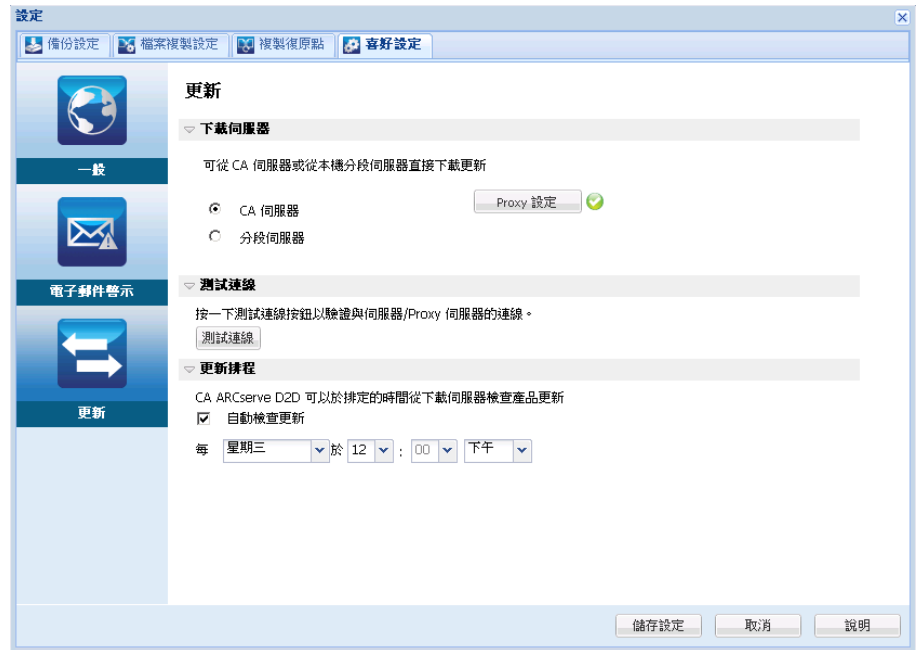 設定
備份設定 檔案複製設定 複製復原點 喜好設定
一般
電子郵件警示
更新
更新
下載伺服器
可從 CA 伺服器或從本機分段伺服器直接下載更新
CA 伺服器 Proxy 設定
分段伺服器
測試連線
按一下測試連線按鈕以驗證與伺服器/Proxy 伺服器的連線。
測試連線
更新排程
CA ARCserve D2D 可以於排定的時間從下載伺服器檢查產品更新
自動檢查更新
每 星期三 於 12 : 00 下午
儲存設定 取消 說明